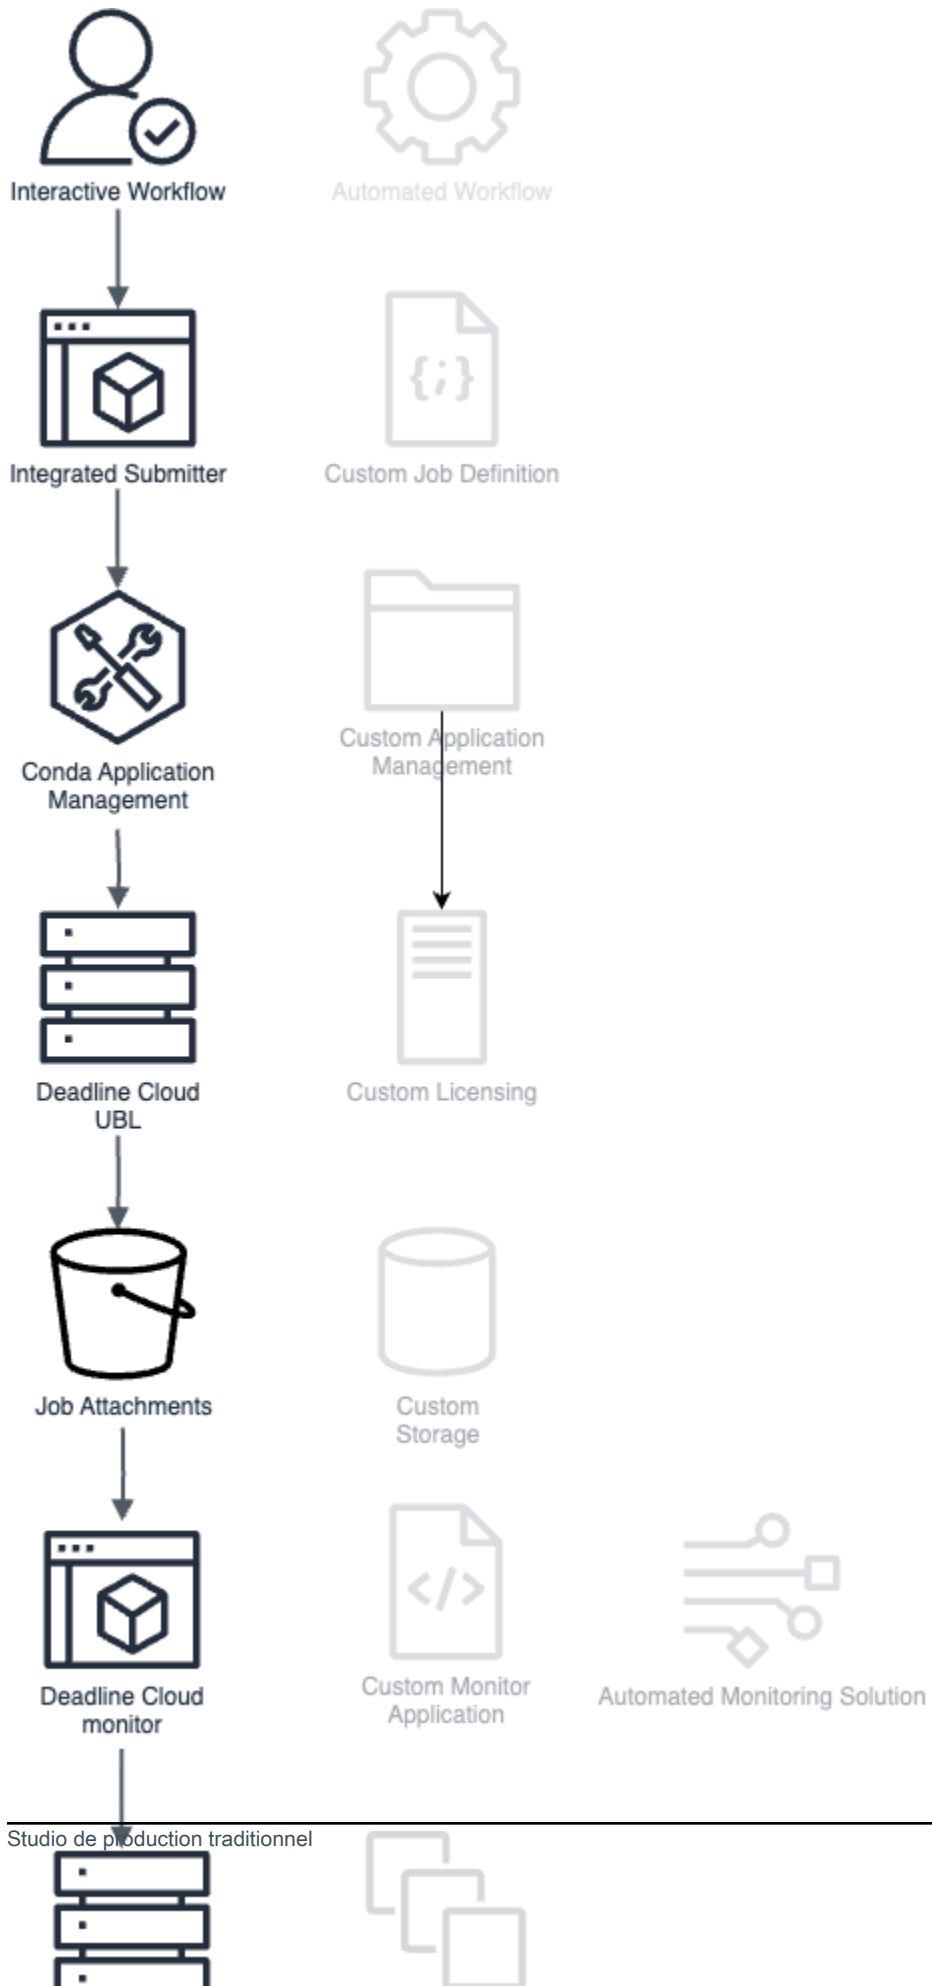 Interactive Workflow
Automated Workflow
Integrated Submitter
Custom Job Definition
{;}
Conda Application
Management
Custom Application
Management
Deadline Cloud
UBL
Custom Licensing
Job Attachments
Custom
Storage
</>
Deadline Cloud
monitor
Custom Monitor
Application
Automated Monitoring Solution
Studio de production traditionnel